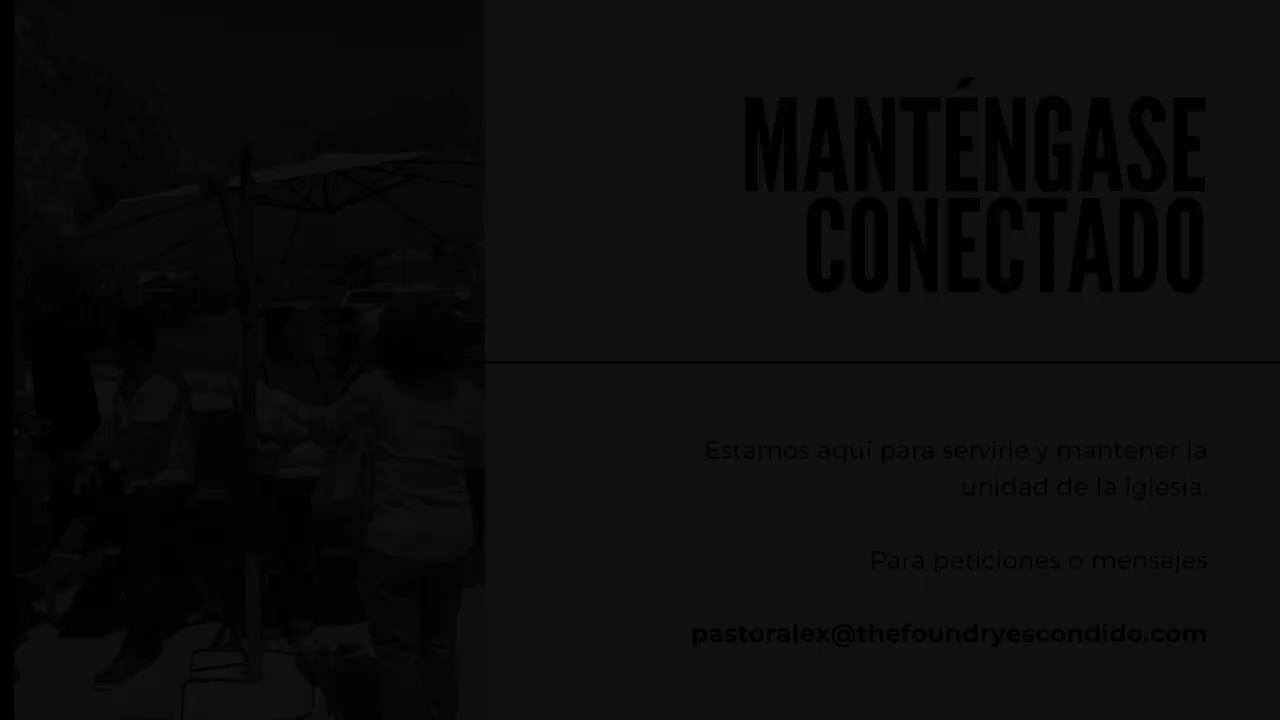 MANTÉNGASE
CONECTADO
Estamos aquí para servirle y mantener la
unidad de la Iglesia.
Para peticiones o mensajes
pastoralex@thefoundryescondido.com